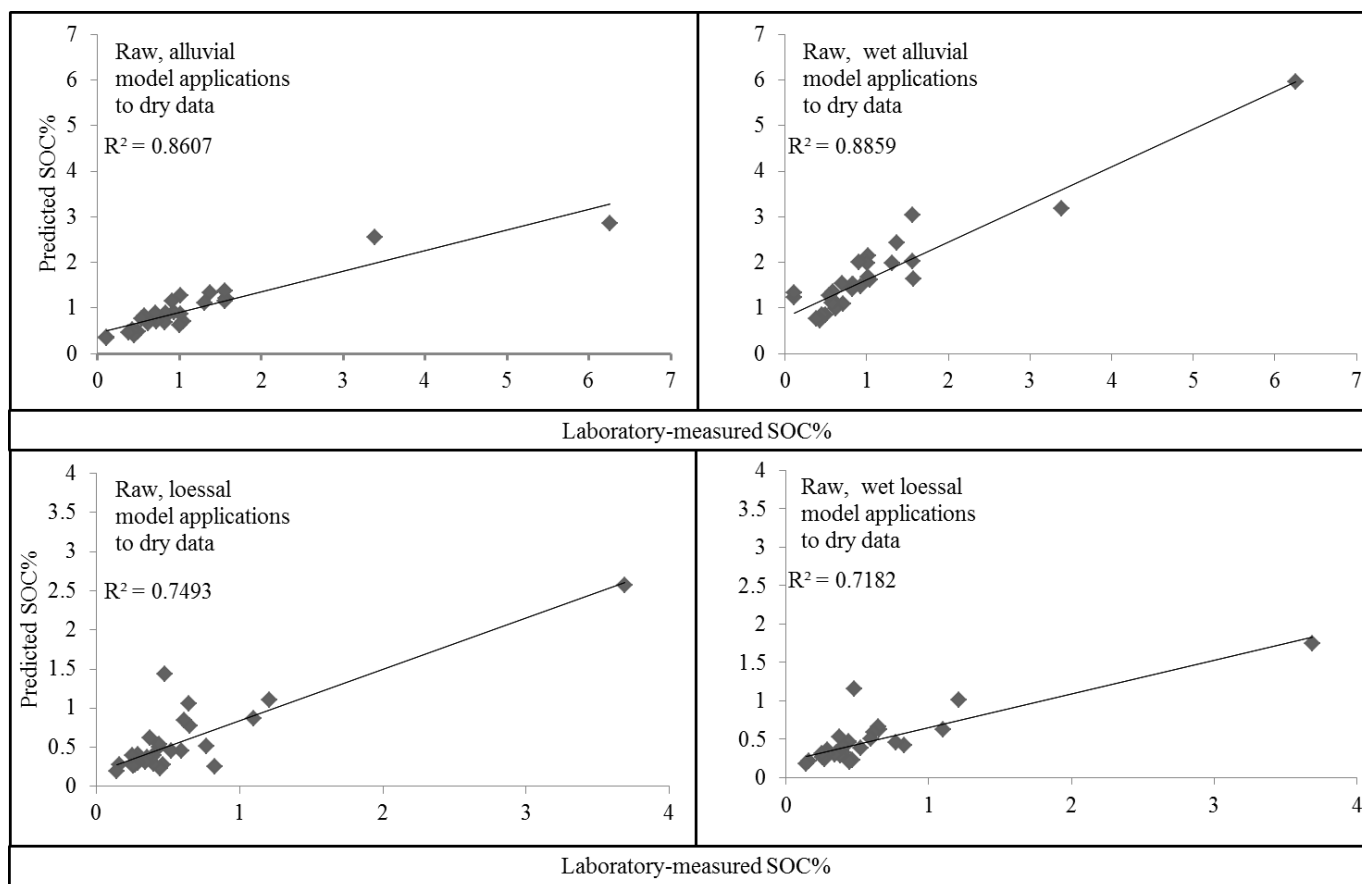 7
6
5
4
3
2
1
0
Predicted SOC%
Raw, alluvial
model applications
to dry data
R² = 0.8607
0 1 2 3 4 5 6 7
7
6
5
4
3
2
1
0
Raw, wet alluvial
model applications
to dry data
R² = 0.8859
0 1 2 3 4 5 6 7
Laboratory-measured SOC%
4
3.5
3
2.5
2
1.5
1
0.5
0
Predicted SOC%
Raw, loessal
model applications
to dry data
R² = 0.7493
0 1 2 3 4
4
3.5
3
2.5
2
1.5
1
0.5
0
Raw, wet loessal
model applications
to dry data
R² = 0.7182
0 1 2 3 4
Laboratory-measured SOC%